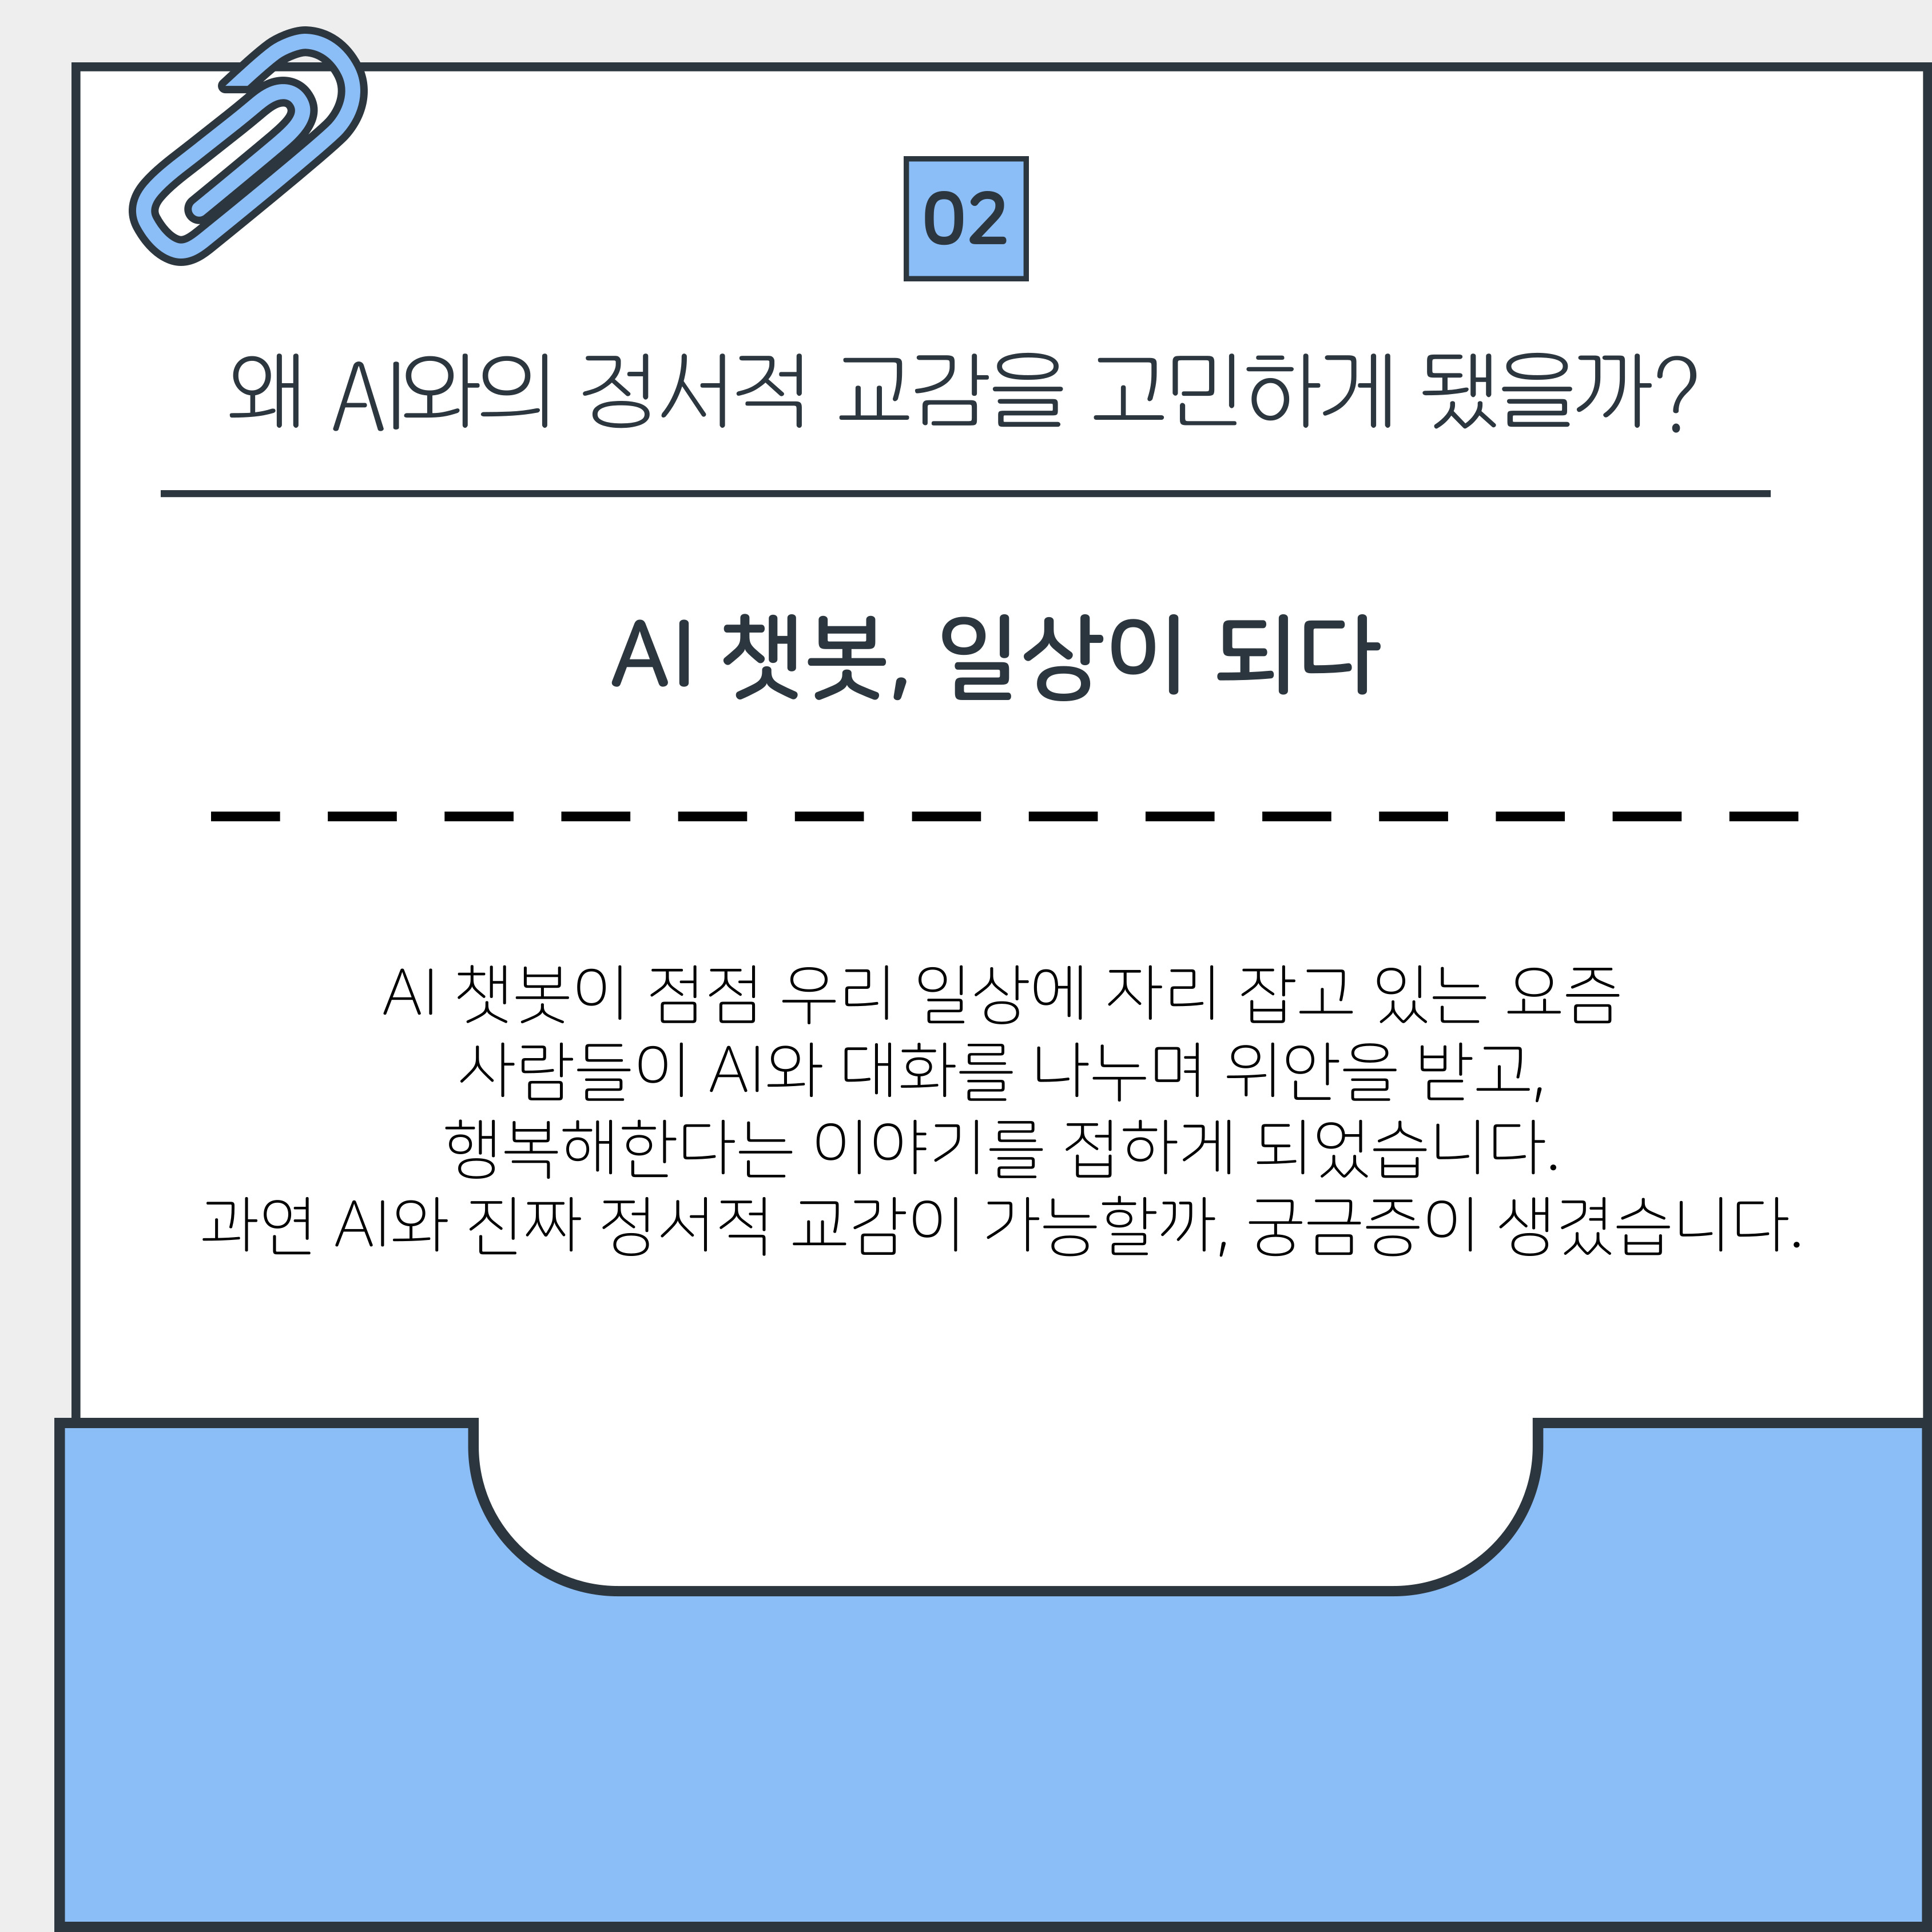 02
왜 AI와의 정서적 교감을 고민하게 됐을까?
AI 챗봇, 일상이 되다
AI 챗봇이 점점 우리 일상에 자리 잡고 있는 요즘
사람들이 AI와 대화를 나누며 위안을 받고,
행복해한다는 이야기를 접하게 되었습니다.
과연 AI와 진짜 정서적 교감이 가능할까, 궁금증이 생겼습니다.